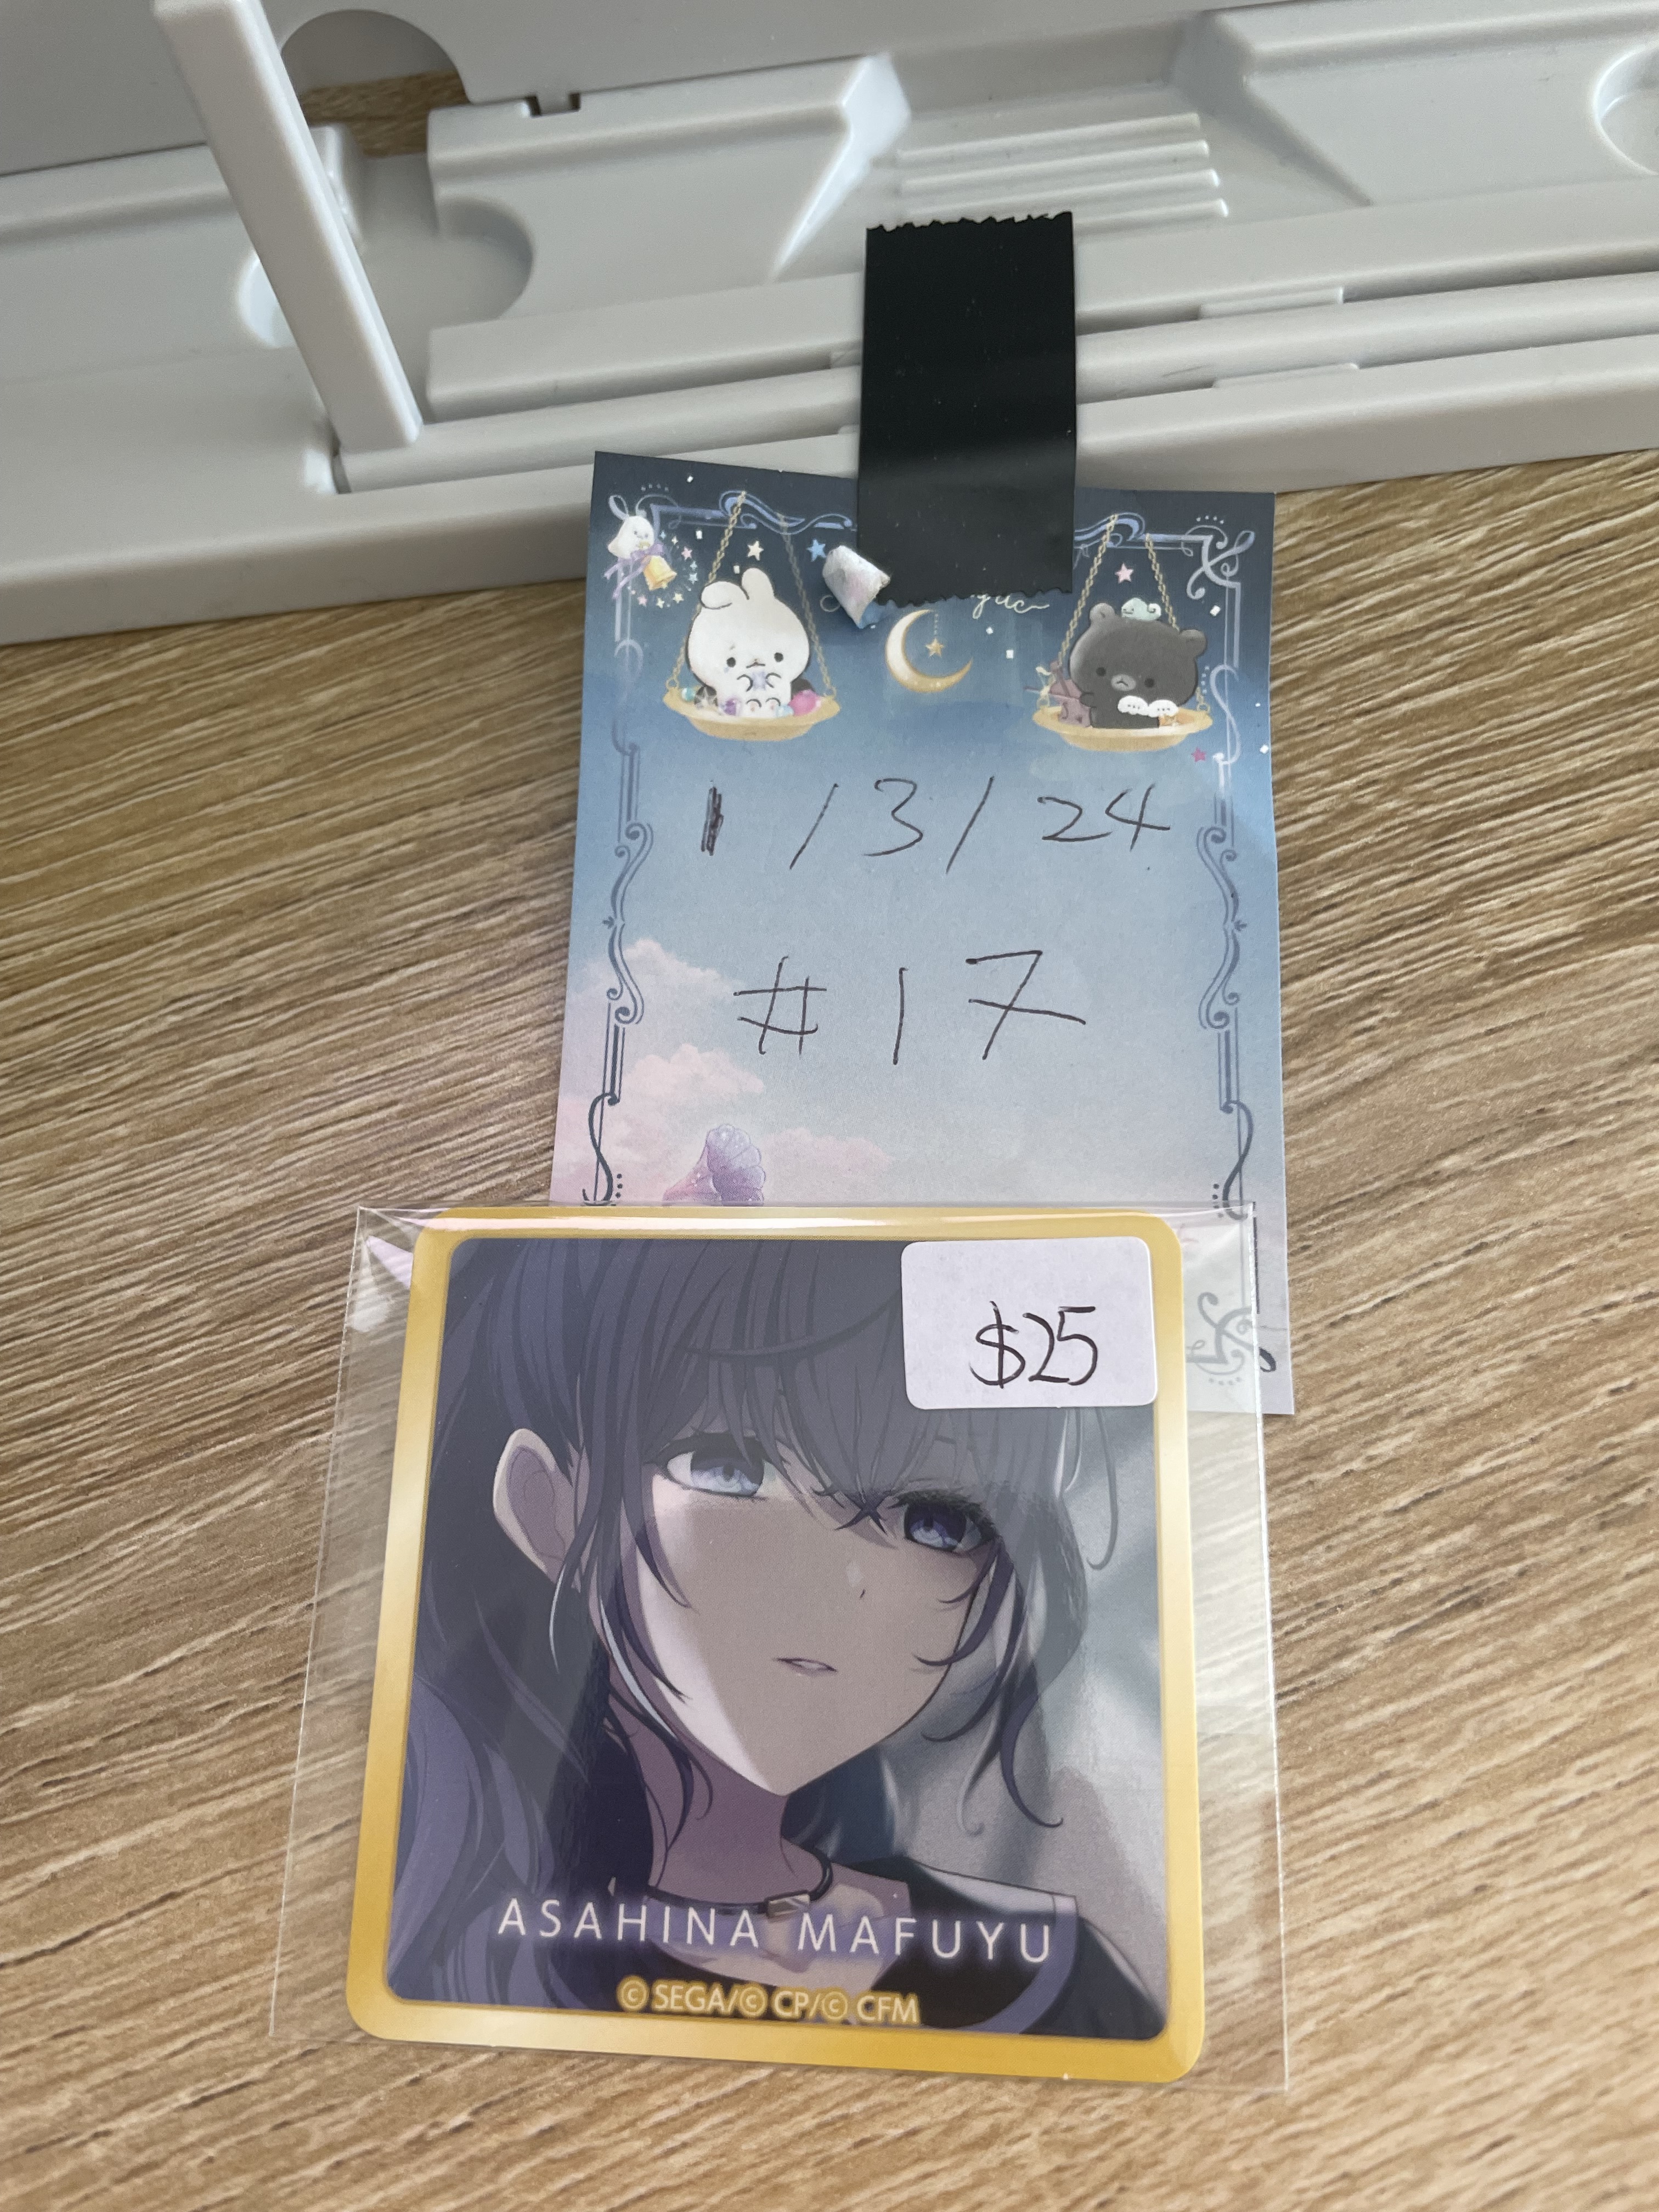 1/3/24
#17
$25
ASAHINA MAFUYU
© SEGA/© CP/© CFM